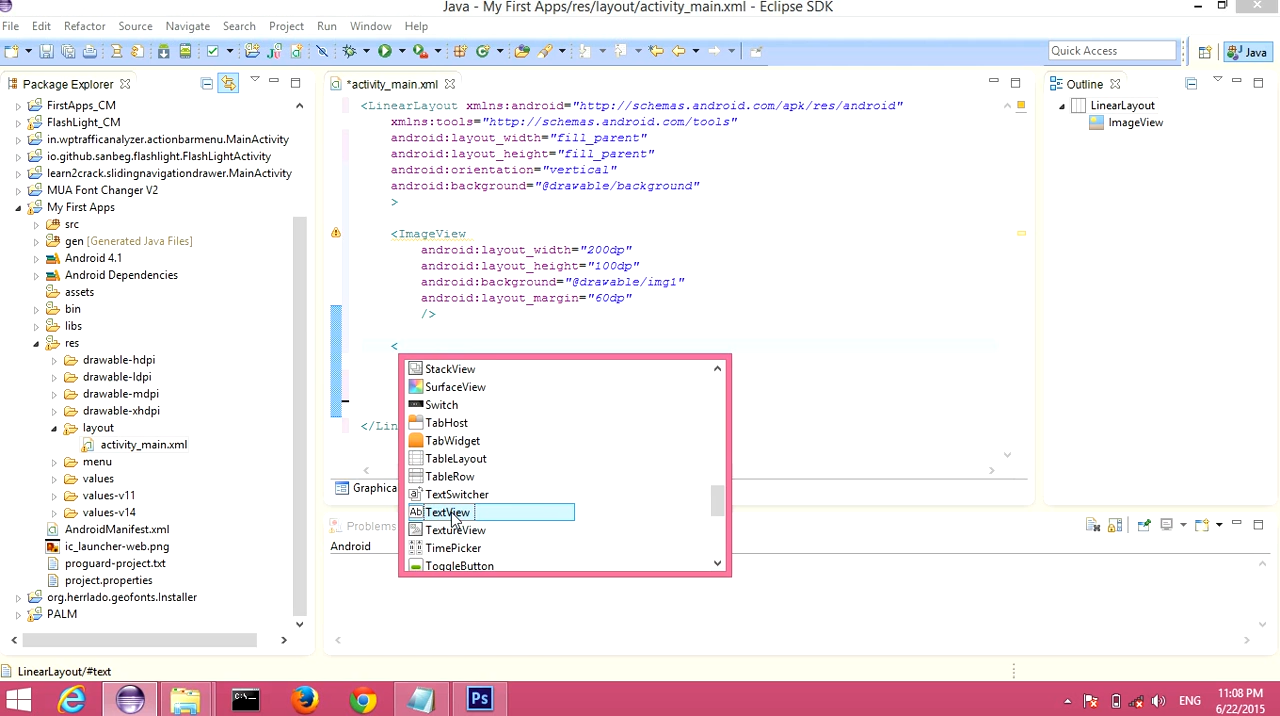 Java - My First Apps/res/layout/activity_main.xml - Eclipse SDK
File Edit Source Refactor Navigate Search Project Run Window Help
Quick Access
Java
Package Explorer
FirstApps_CM
FlashLight_CM
in.wptrafficanalyzer.actionbarmenu.MainActivity
io.github.sanbeg.flashlight.FlashLightActivity
learn2crack.slidingnavigationdrawer.MainActivity
MUA Font Changer V2
My First Apps
src
gen [Generated Java Files]
Android 4.1
Android Dependencies
assets
bin
libs
res
drawable-hdpi
drawable-ldpi
drawable-mdpi
drawable-xhdpi
layout
activity_main.xml
menu
values
values-v11
values-v14
AndroidManifest.xml
ic_launcher-web.png
proguard-project.txt
project.properties
org.herrlado.geofonts.Installer
PALM
*activity_main.xml
<LinearLayout xmlns:android="http://schemas.android.com/apk/res/android"
xmlns:tools="http://schemas.android.com/tools"
android:layout_width="fill_parent"
android:layout_height="fill_parent"
android:orientation="vertical"
android:background="@drawable/background"
>
<ImageView
android:layout_width="200dp"
android:layout_height="100dp"
android:background="@drawable/img1"
android:layout_margin="60dp"
/>
<
</Lin
StackView
SurfaceView
Switch
TabHost
TabWidget
TableLayout
TableRow
TextSwitcher
TextView
TextureView
TimePicker
ToggleButton
Graphica
Problems
Android
Outline
LinearLayout
ImageView
LinearLayout/#text
Ps
ENG
11:08 PM
6/22/2015